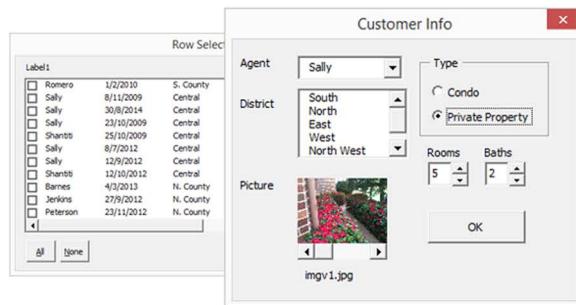 Row Selec
Label1
Romero 1/2/2010 S. County
Sally 8/11/2009 Central
Sally 30/8/2014 Central
Sally 23/10/2009 Central
Shantiti 25/10/2009 Central
Sally 8/7/2012 Central
Sally 12/9/2012 Central
Shantiti 12/10/2012 Central
Barnes 4/3/2013 N. County
Jenkins 27/9/2012 N. County
Peterson 23/11/2012 N. County
All None
Customer Info
Agent Sally
Type
Condo
Private Property
District
South
North
East
West
North West
Rooms Baths
5 2
Picture
imgv1.jpg
OK